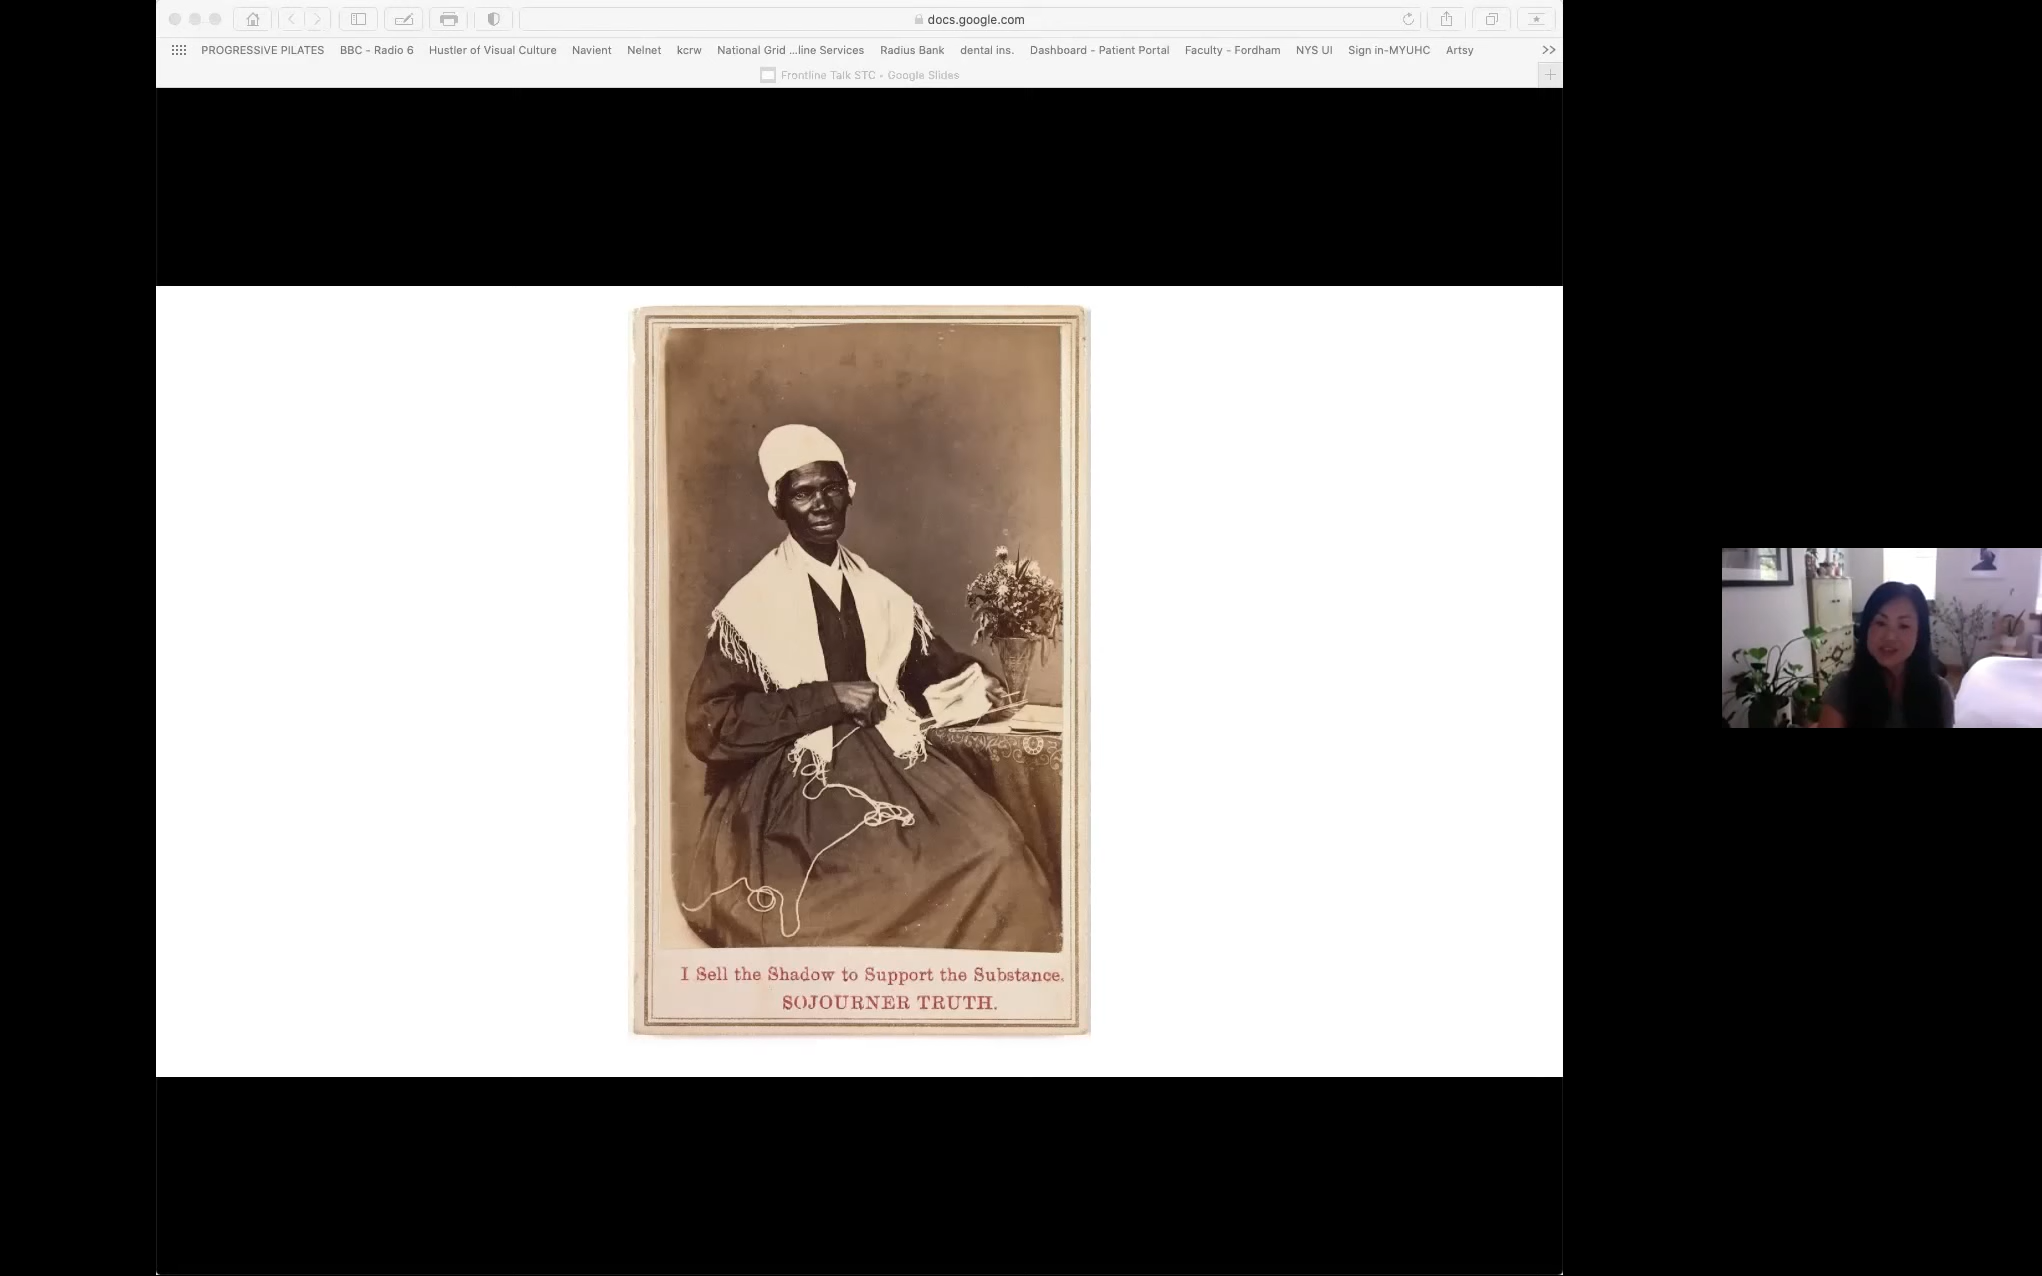 docs.google.com
PROGRESSIVE PILATES BBC - Radio 6 Hustler of Visual Culture Navient Nelnet kcrw National Grid ...line Services Radius Bank dental ins. Dashboard - Patient Portal Faculty - Fordham NYS UI Sign in-MYUHC Artsy >>
Frontline Talk STC - Google Slides
I Sell the Shadow to Support the Substance.
SOJOURNER TRUTH.